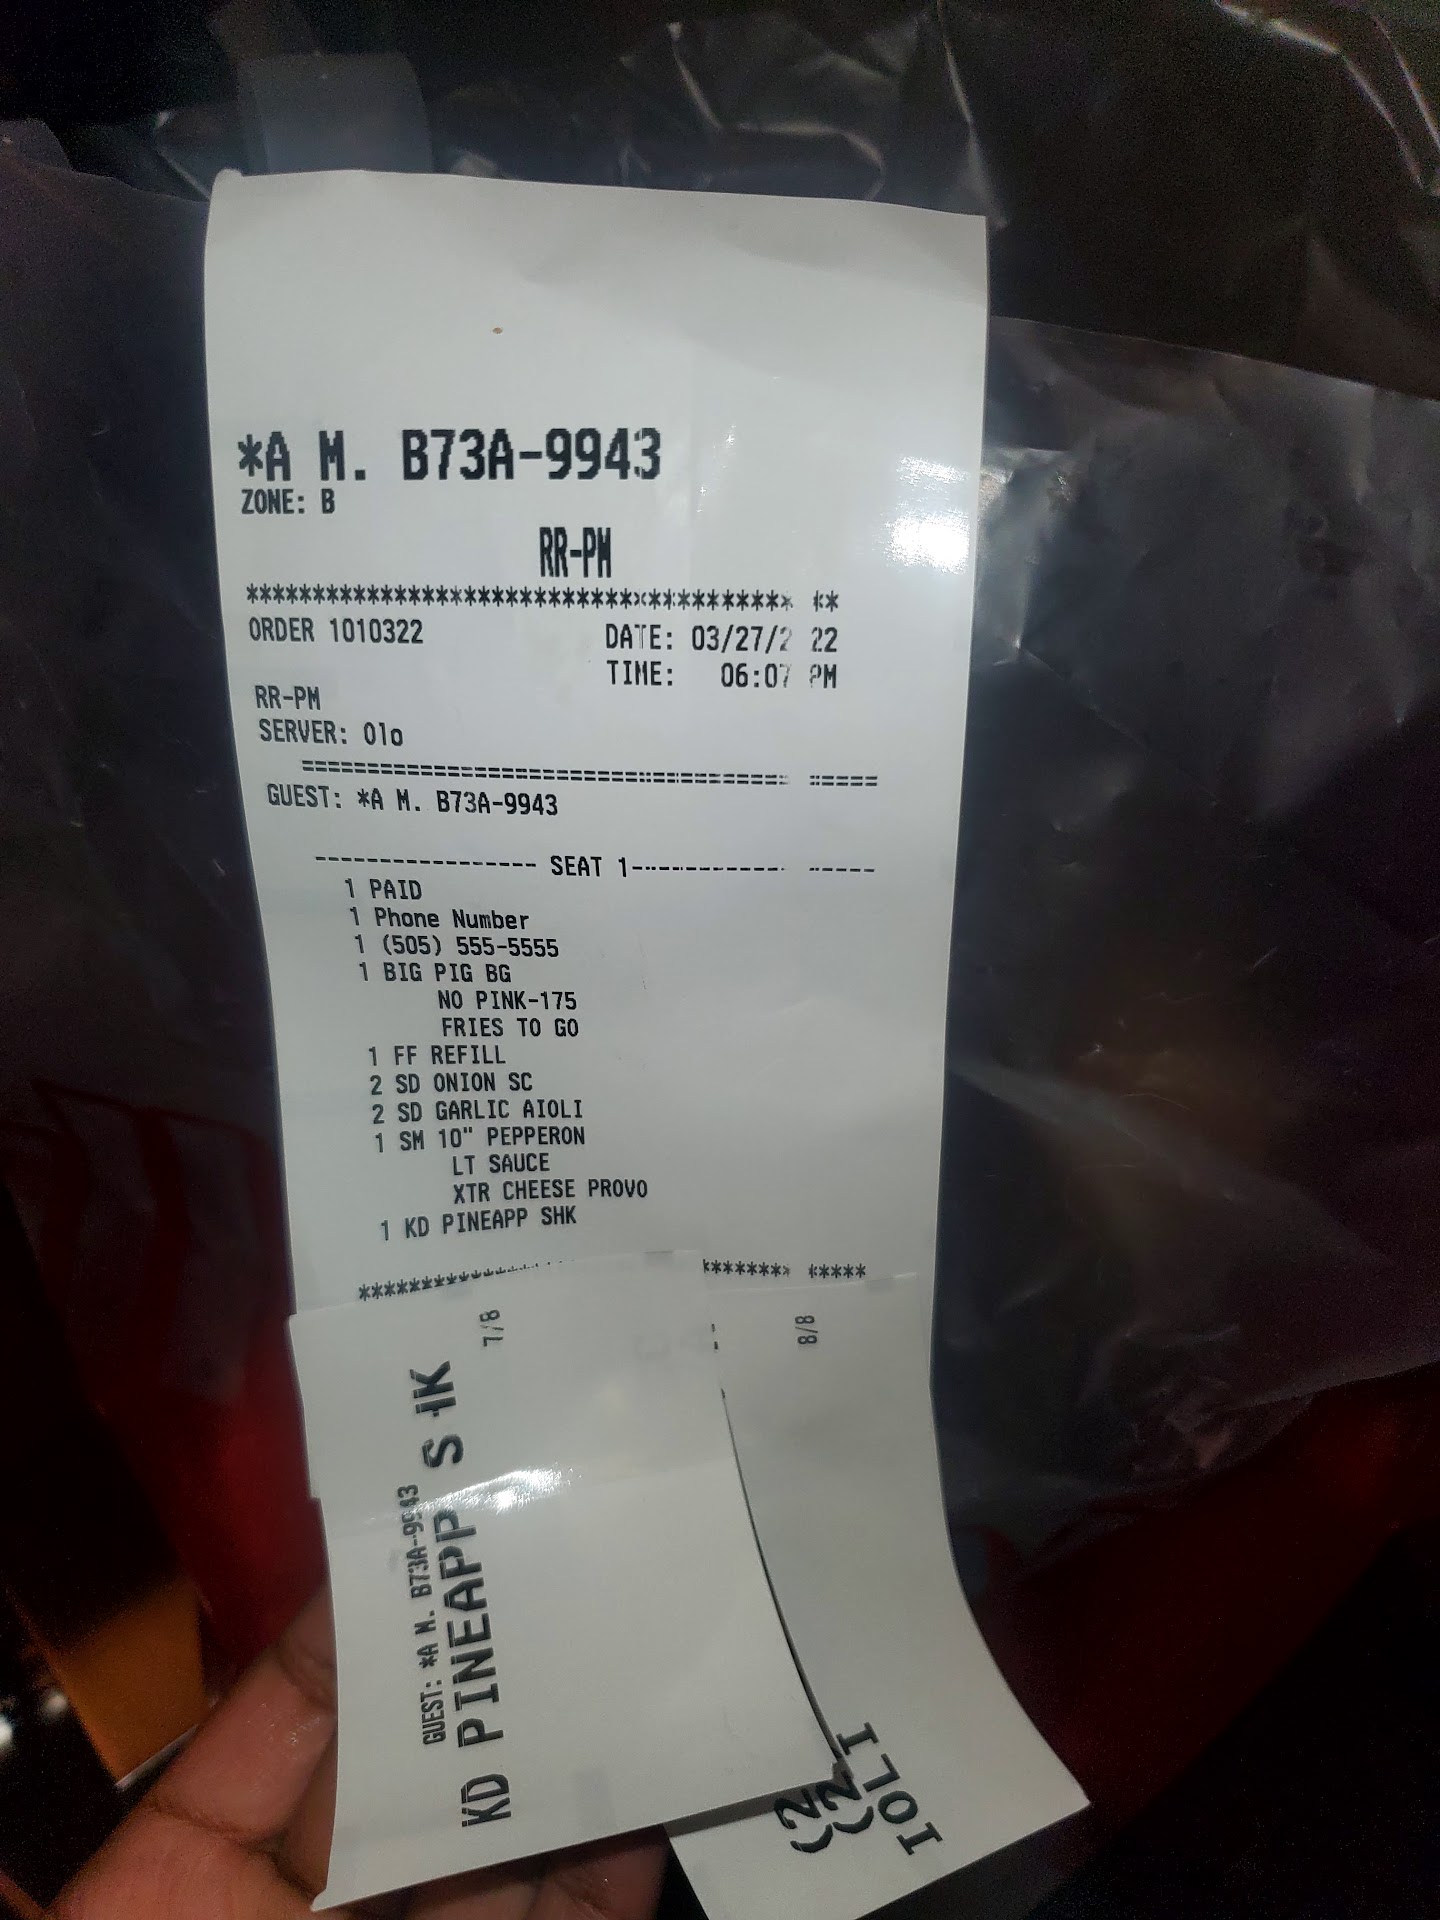 *A M. B73A-9943
ZONE: B
RR-PM
****************************************** **
ORDER 1010322 DATE: 03/27/2 22
TIME: 06:07 PM
RR-PM
SERVER: Olo
========================================== =====
GUEST: *A M. B73A-9943
----------------- SEAT 1------------ -----
1 PAID
1 Phone Number
1 (505) 555-5555
1 BIG PIG BG
NO PINK-175
FRIES TO GO
1 FF REFILL
2 SD ONION SC
2 SD GARLIC AIOLI
1 SM 10" PEPPERON
LT SAUCE
XTR CHEESE PROVO
1 KD PINEAPP SHK
**************** ******* *****
7/8
GUEST: *A M. B73A-9943
KD PINEAPP SHK
8/8
(2
(2
IOLI